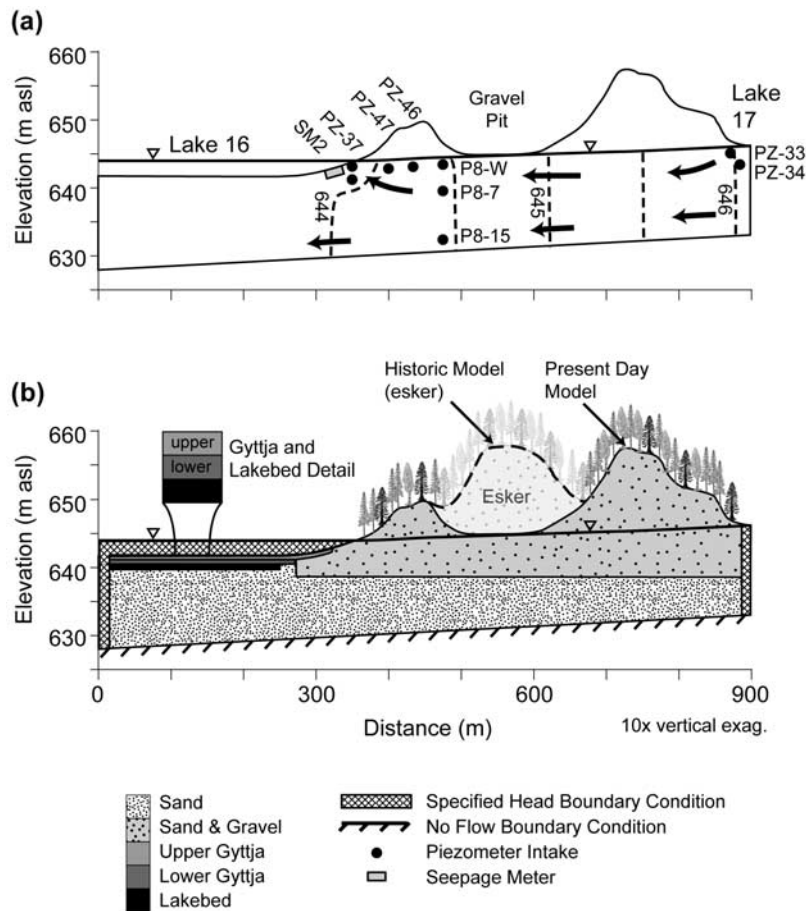 (a)
660
650
640
630
Elevation (m asl)
Lake 16
SM2
PZ-37
PZ-47
PZ-46
Gravel
Pit
Lake
17
PZ-33
PZ-34
P8-W
P8-7
P8-15
644
645
646
(b)
Historic Model
(esker)
Present Day
Model
660
650
640
630
Elevation (m asl)
upper
lower
Gyttja and
Lakebed Detail
Esker
0 300 600 900
Distance (m)
10x vertical exag.
Sand
Sand & Gravel
Upper Gyttja
Lower Gyttja
Lakebed
Specified Head Boundary Condition
No Flow Boundary Condition
Piezometer Intake
Seepage Meter